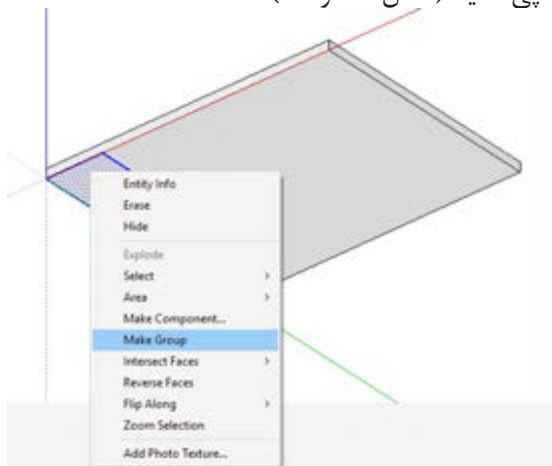 Entity Info
Erase
Hide
Explode
Select
Area
Make Component...
Make Group
Intersect Faces
Reverse Faces
Flip Along
Zoom Selection
Add Photo Texture...